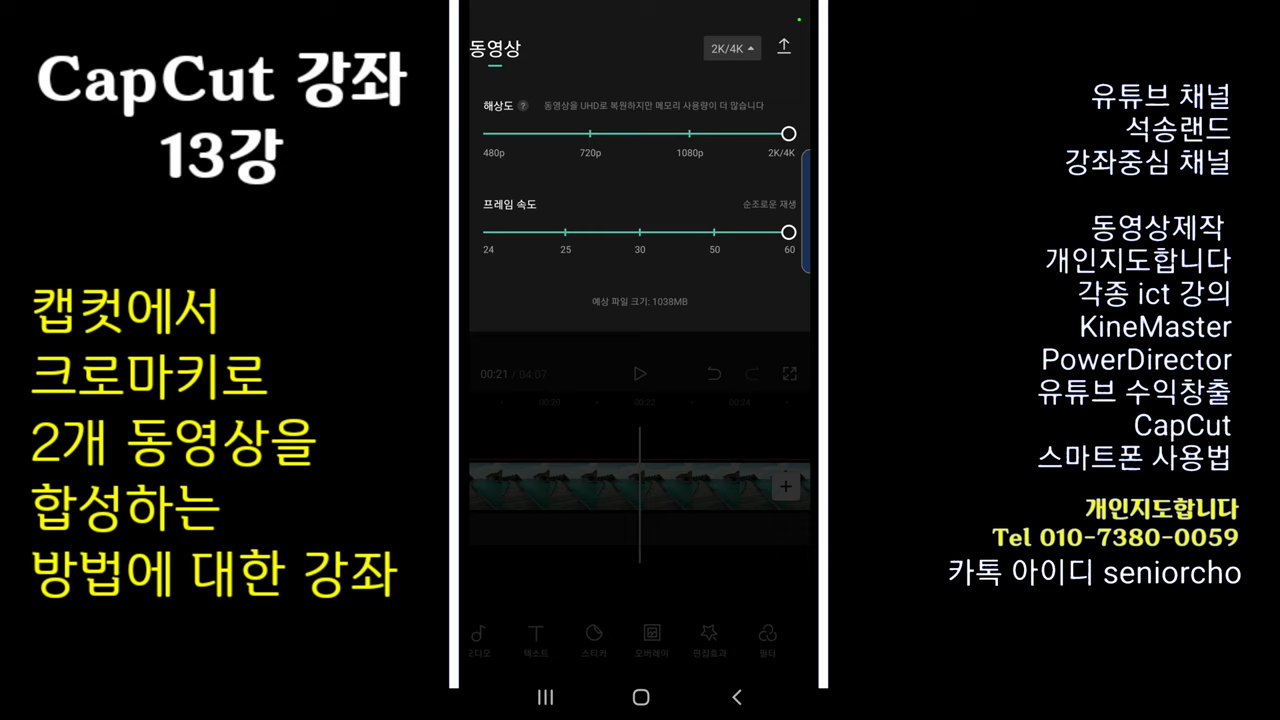 CapCut 강좌
13강
캡컷에서
크로마키로
2개 동영상을
합성하는
방법에 대한 강좌
동영상
2K/4K
해상도 ? 동영상을 UHD로 복원하지만 메모리 사용량이 더 많습니다
480p 720p 1080p 2K/4K
프레임 속도 순조로운 재생
24 25 30 50 60
예상 파일 크기: 1038MB
00:21 / 04:07
00:20 00:22 00:24
오디오 텍스트 스티커 오버레이 편집효과 필터
유튜브 채널
석송랜드
강좌중심 채널
동영상제작
개인지도합니다
각종 ict 강의
KineMaster
PowerDirector
유튜브 수익창출
CapCut
스마트폰 사용법
개인지도합니다
Tel 010-7380-0059
카톡 아이디 seniorcho